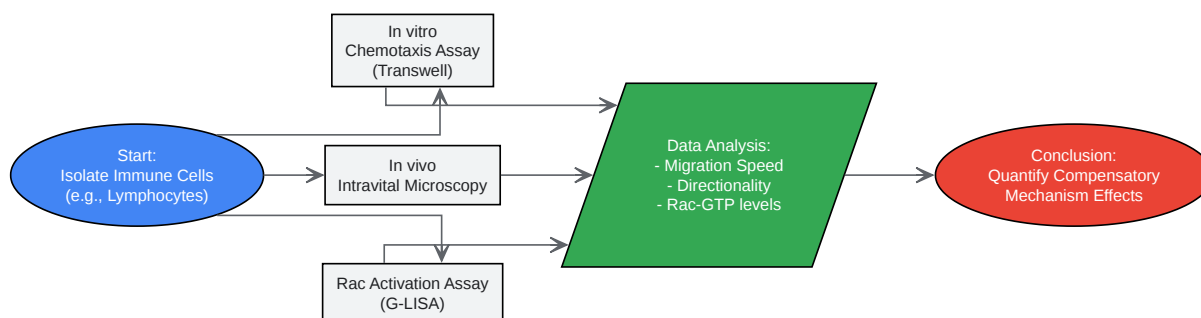 In vitro
Chemotaxis Assay
(Transwell)
Start:
Isolate Immune Cells
(e.g., Lymphocytes)
In vivo
Intravital Microscopy
Rac Activation Assay
(G-LISA)
Data Analysis:
- Migration Speed
- Directionality
- Rac-GTP levels
Conclusion:
Quantify Compensatory
Mechanism Effects